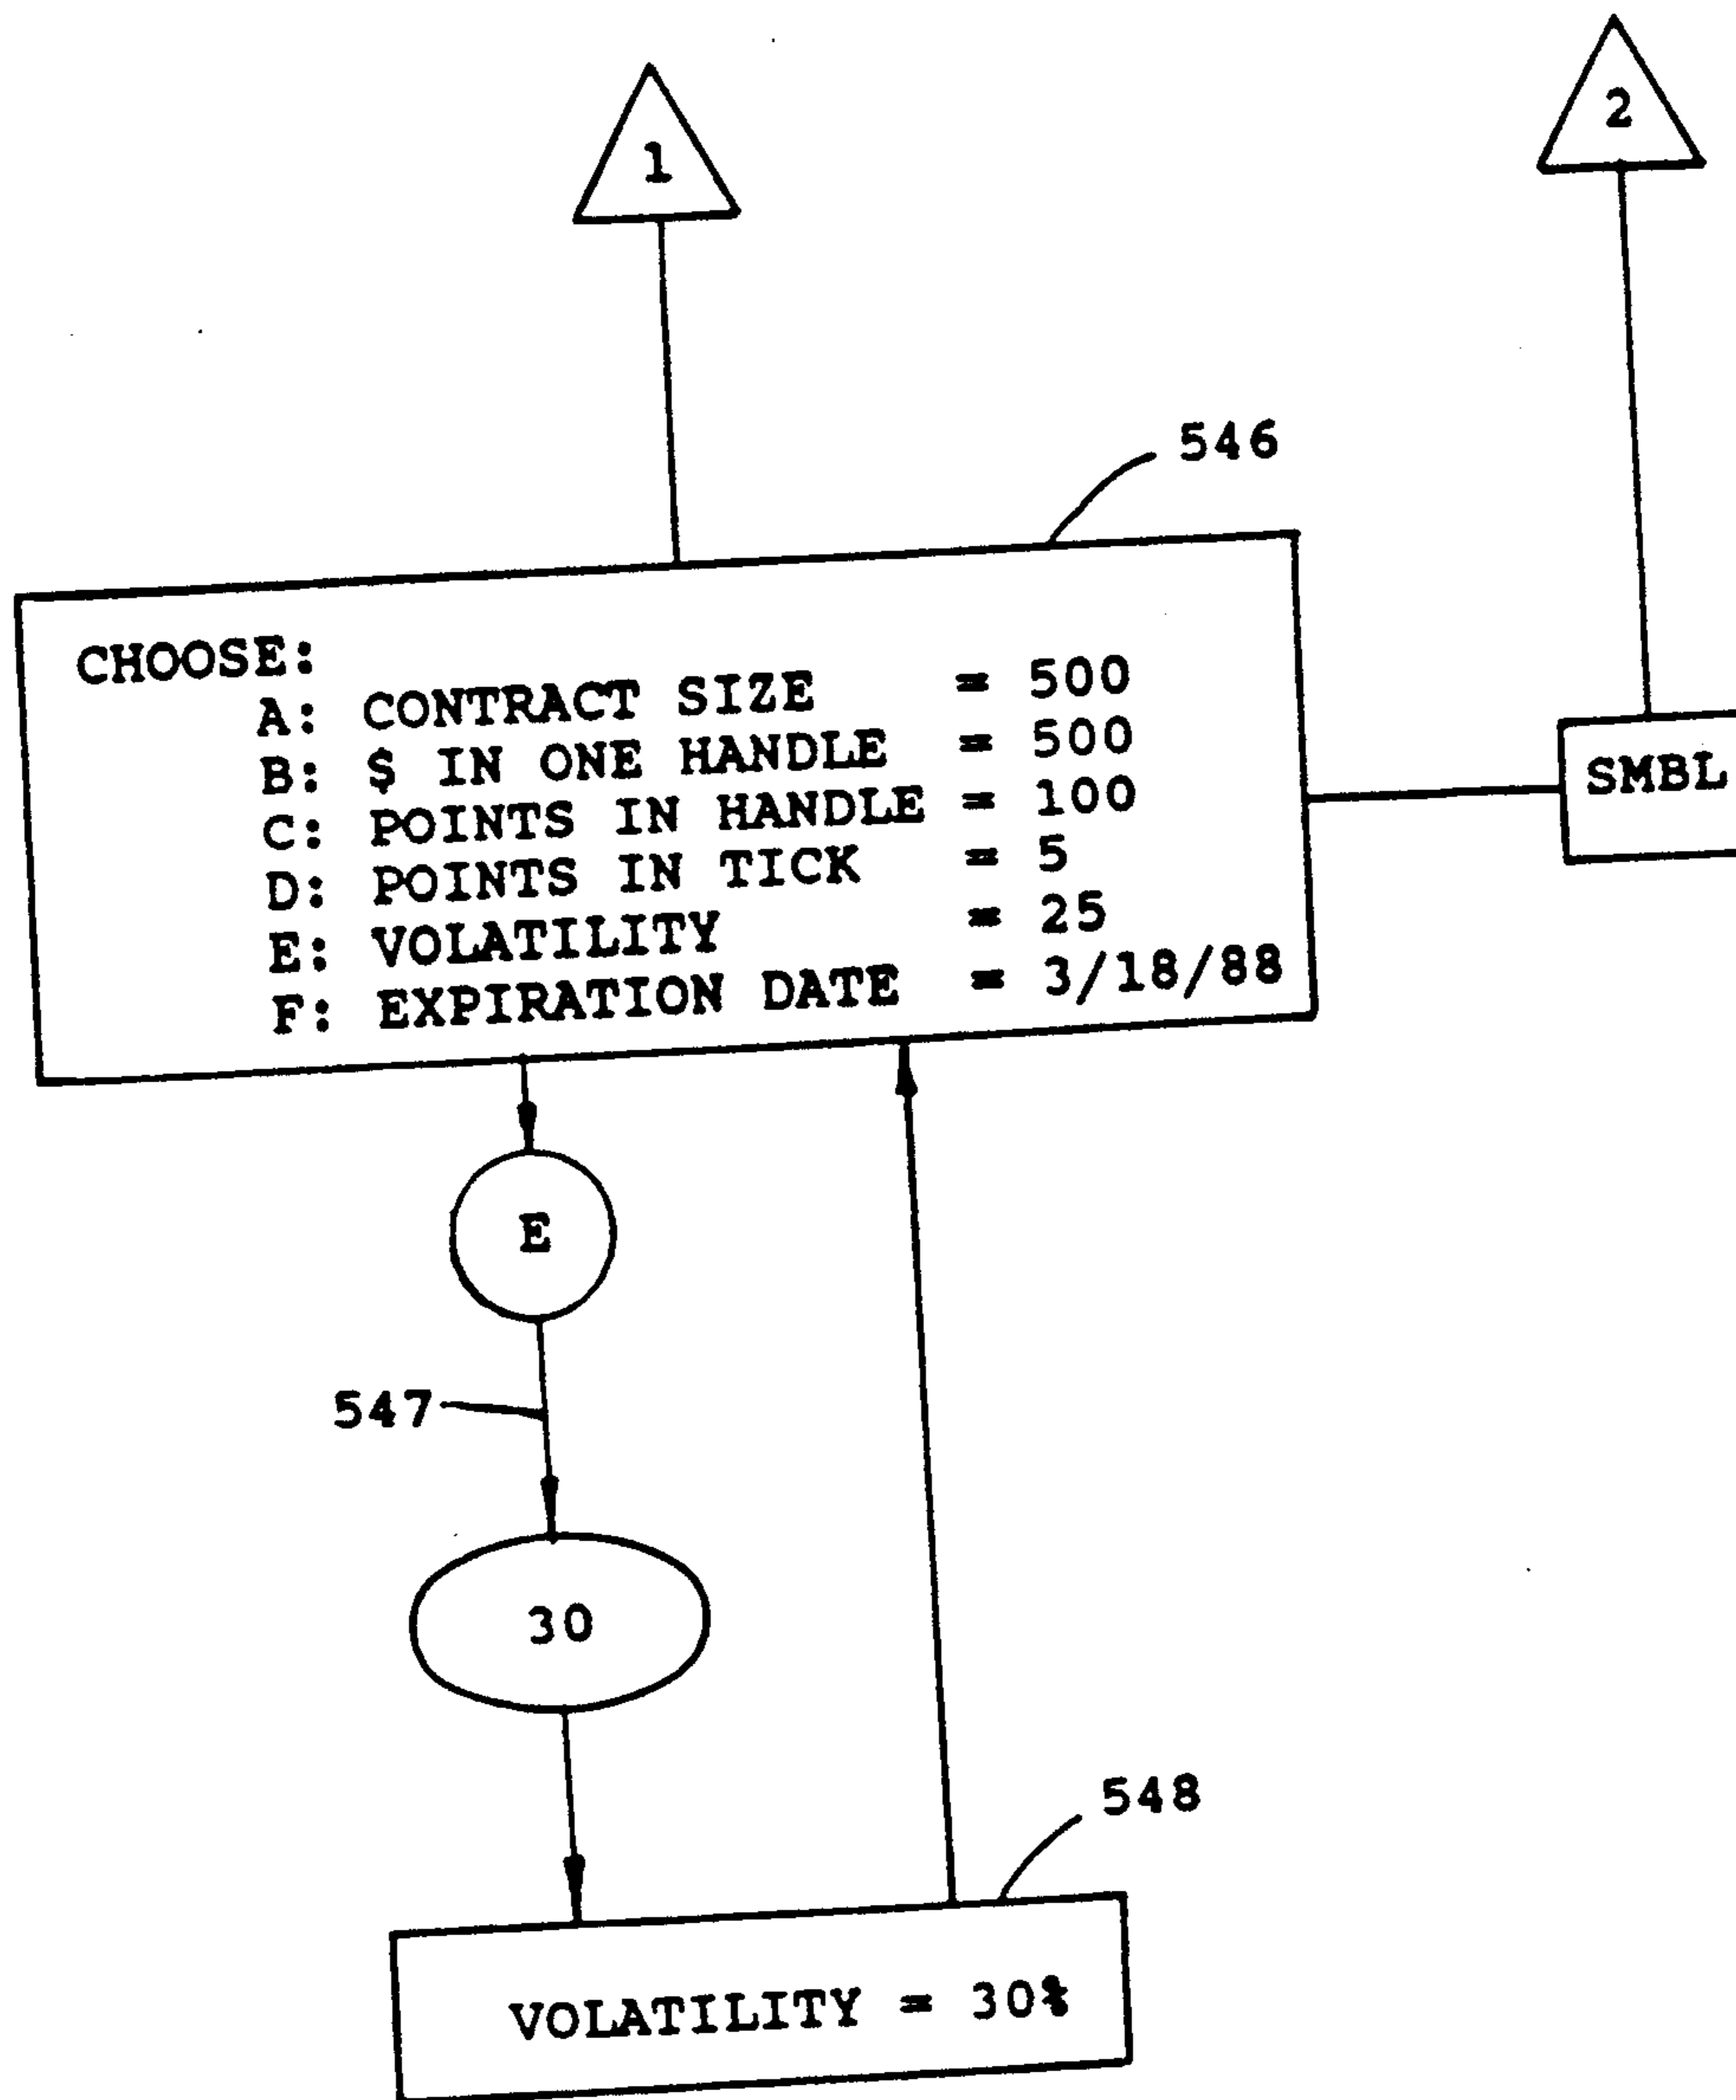 1
2
546
CHOOSE:
A: CONTRACT SIZE = 500
B: $ IN ONE HANDLE = 500
C: POINTS IN HANDLE = 100
D: POINTS IN TICK = 5
E: VOLATILITY = 25
F: EXPIRATION DATE = 3/18/88
SMBL
E
547
30
548
VOLATILITY = 30%